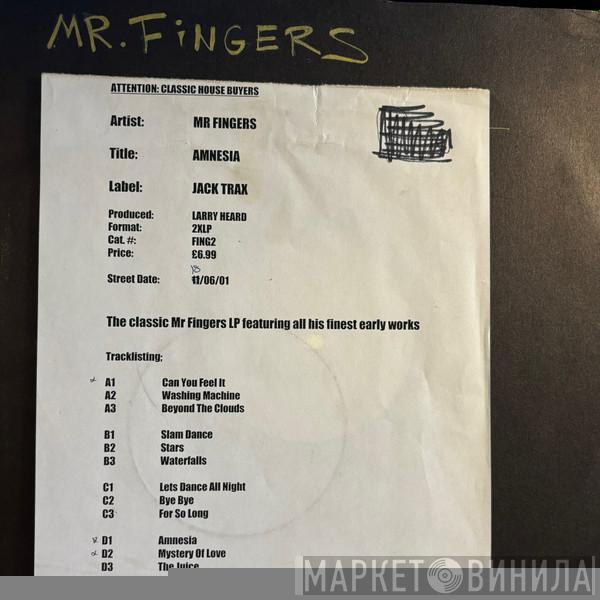 MR. FiNGERS
ATTENTION: CLASSIC HOUSE BUYERS
Artist: MR FINGERS
Title: AMNESIA
Label: JACK TRAX
Produced: LARRY HEARD
Format: 2XLP
Cat. #: FING2
Price: £6.99
18
Street Date: 11/06/01
The classic Mr Fingers LP featuring all his finest early works
Tracklisting;
A1 Can You Feel It
A2 Washing Machine
A3 Beyond The Clouds
B1 Slam Dance
B2 Stars
B3 Waterfalls
C1 Lets Dance All Night
C2 Bye Bye
C3 For So Long
D1 Amnesia
D2 Mystery Of Love
D3 The Juice
МАРКЕТ ВИНИЛА